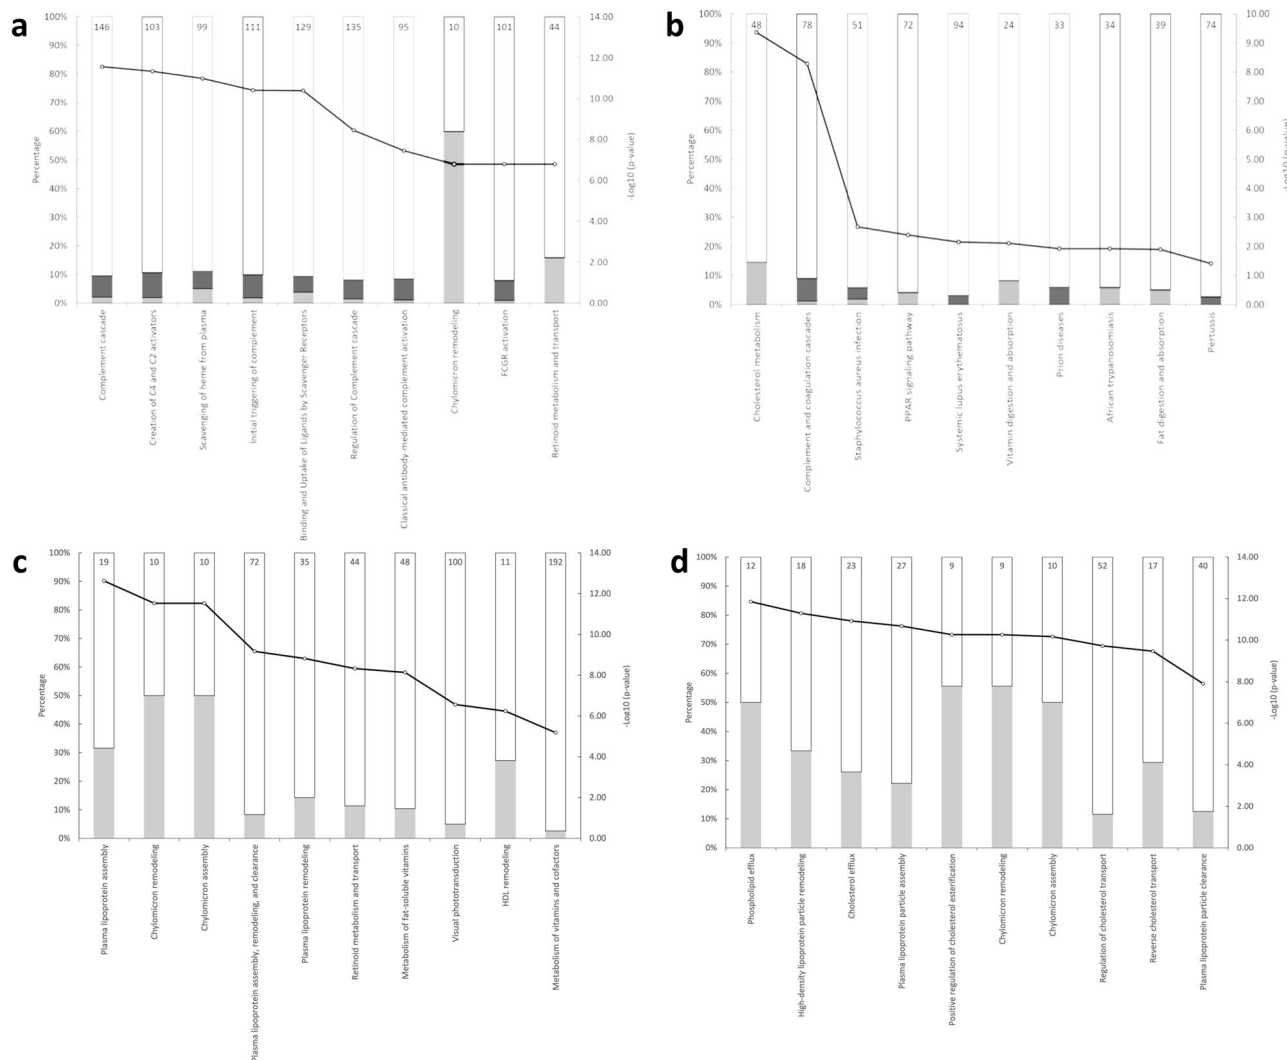 a
146 103 99 111 129 135 95 10 101 44
100%
90%
80%
70%
60%
50%
40%
30%
20%
10%
0%
Percentage
14.00
12.00
10.00
8.00
6.00
4.00
2.00
0.00
-Log10 (p-value)
Complement cascade
Creation of C4 and C2 activators
Scavenging of heme from plasma
Initial triggering of complement
Binding and Uptake of Ligands by Scavenger Receptors
Regulation of Complement cascade
Classical antibody-mediated complement activation
Chylomicron remodeling
FCGR activation
Retinoid metabolism and transport
b
48 78 51 72 94 24 33 34 39 74
100%
90%
80%
70%
60%
50%
40%
30%
20%
10%
0%
Percentage
10.00
9.00
8.00
7.00
6.00
5.00
4.00
3.00
2.00
1.00
0.00
-Log10 (p-value)
Cholesterol metabolism
Complement and coagulation cascades
Staphylococcus aureus infection
PPAR signaling pathway
Systemic lupus erythematosus
Vitamin digestion and absorption
Prion diseases
African trypanosomiasis
Fat digestion and absorption
Pertussis
c
19 10 10 72 35 44 48 100 11 192
100%
90%
80%
70%
60%
50%
40%
30%
20%
10%
0%
Percentage
14.00
12.00
10.00
8.00
6.00
4.00
2.00
0.00
-Log10 (p-value)
Plasma lipoprotein assembly
Chylomicron remodeling
Chylomicron assembly
Plasma lipoprotein assembly, remodeling, and clearance
Plasma lipoprotein remodeling
Retinoid metabolism and transport
Metabolism of fat-soluble vitamins
Visual phototransduction
HDL remodeling
Metabolism of vitamins and cofactors
d
12 18 23 27 9 9 10 52 17 40
100%
90%
80%
70%
60%
50%
40%
30%
20%
10%
0%
Percentage
14.00
12.00
10.00
8.00
6.00
4.00
2.00
0.00
-Log10 (p-value)
Phospholipid efflux
High-density lipoprotein particle remodeling
Cholesterol efflux
Plasma lipoprotein particle assembly
Positive regulation of cholesterol esterification
Chylomicron remodeling
Chylomicron assembly
Regulation of cholesterol transport
Reverse cholesterol transport
Plasma lipoprotein particle clearance